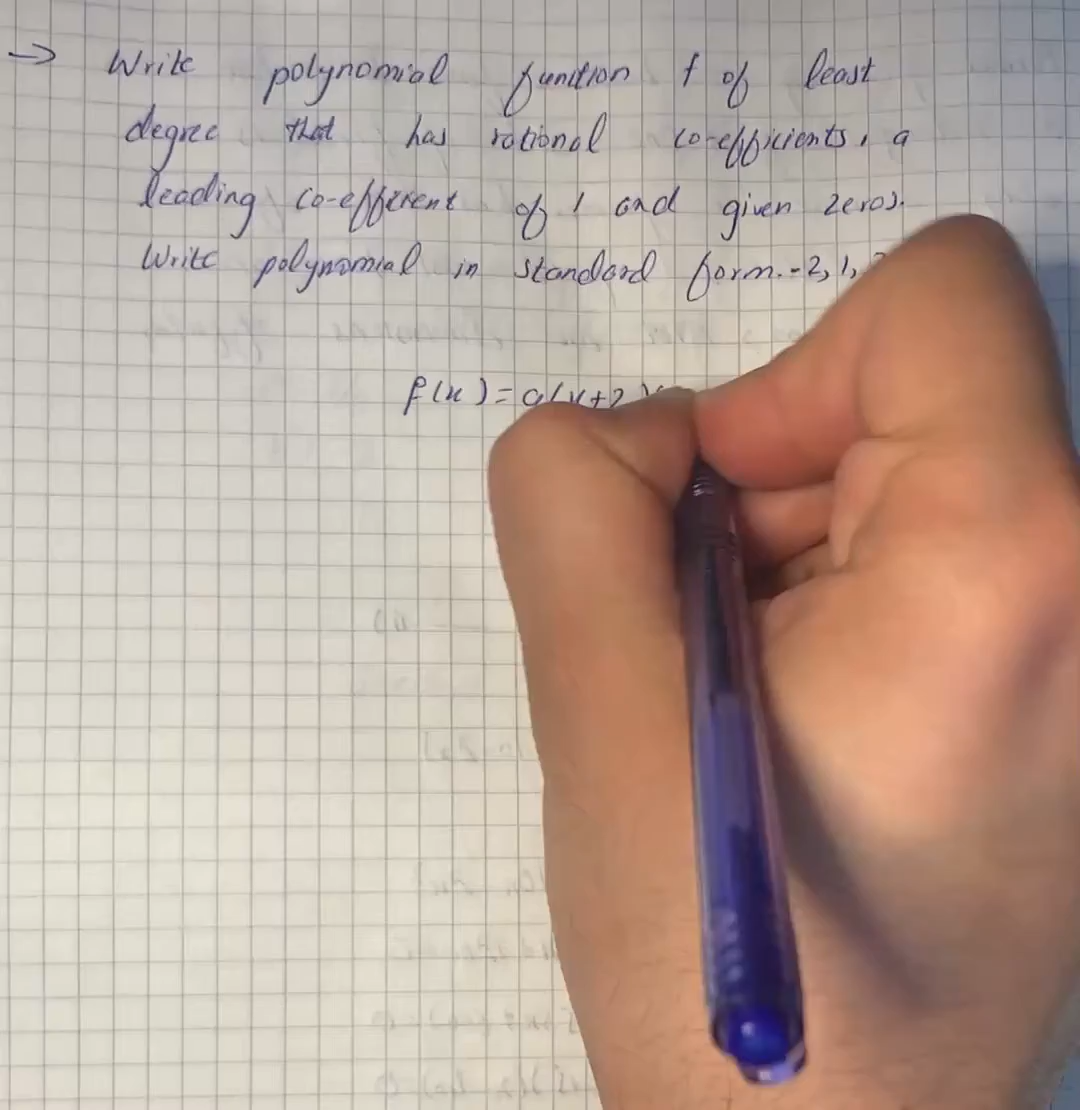 → Write polynomial function f of least
degree that has rational co-efficients, a
leading co-efficient of 1 and given zeros.
Write polynomial in standard form. -2, 1,
f(x) = a(x+2)